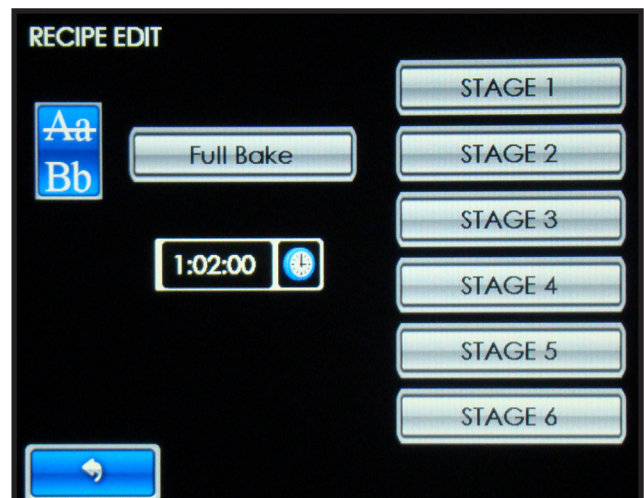 RECIPE EDIT
Aa
Bb
Full Bake
1:02:00
STAGE 1
STAGE 2
STAGE 3
STAGE 4
STAGE 5
STAGE 6